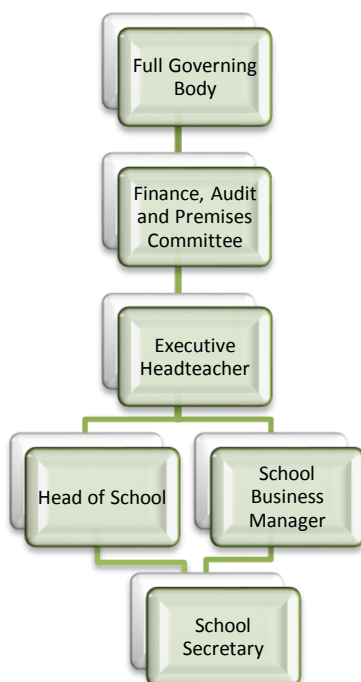 Full Governing
Body
Finance, Audit
and Premises
Committee
Executive
Headteacher
Head of School
School
Business
Manager
School
Secretary